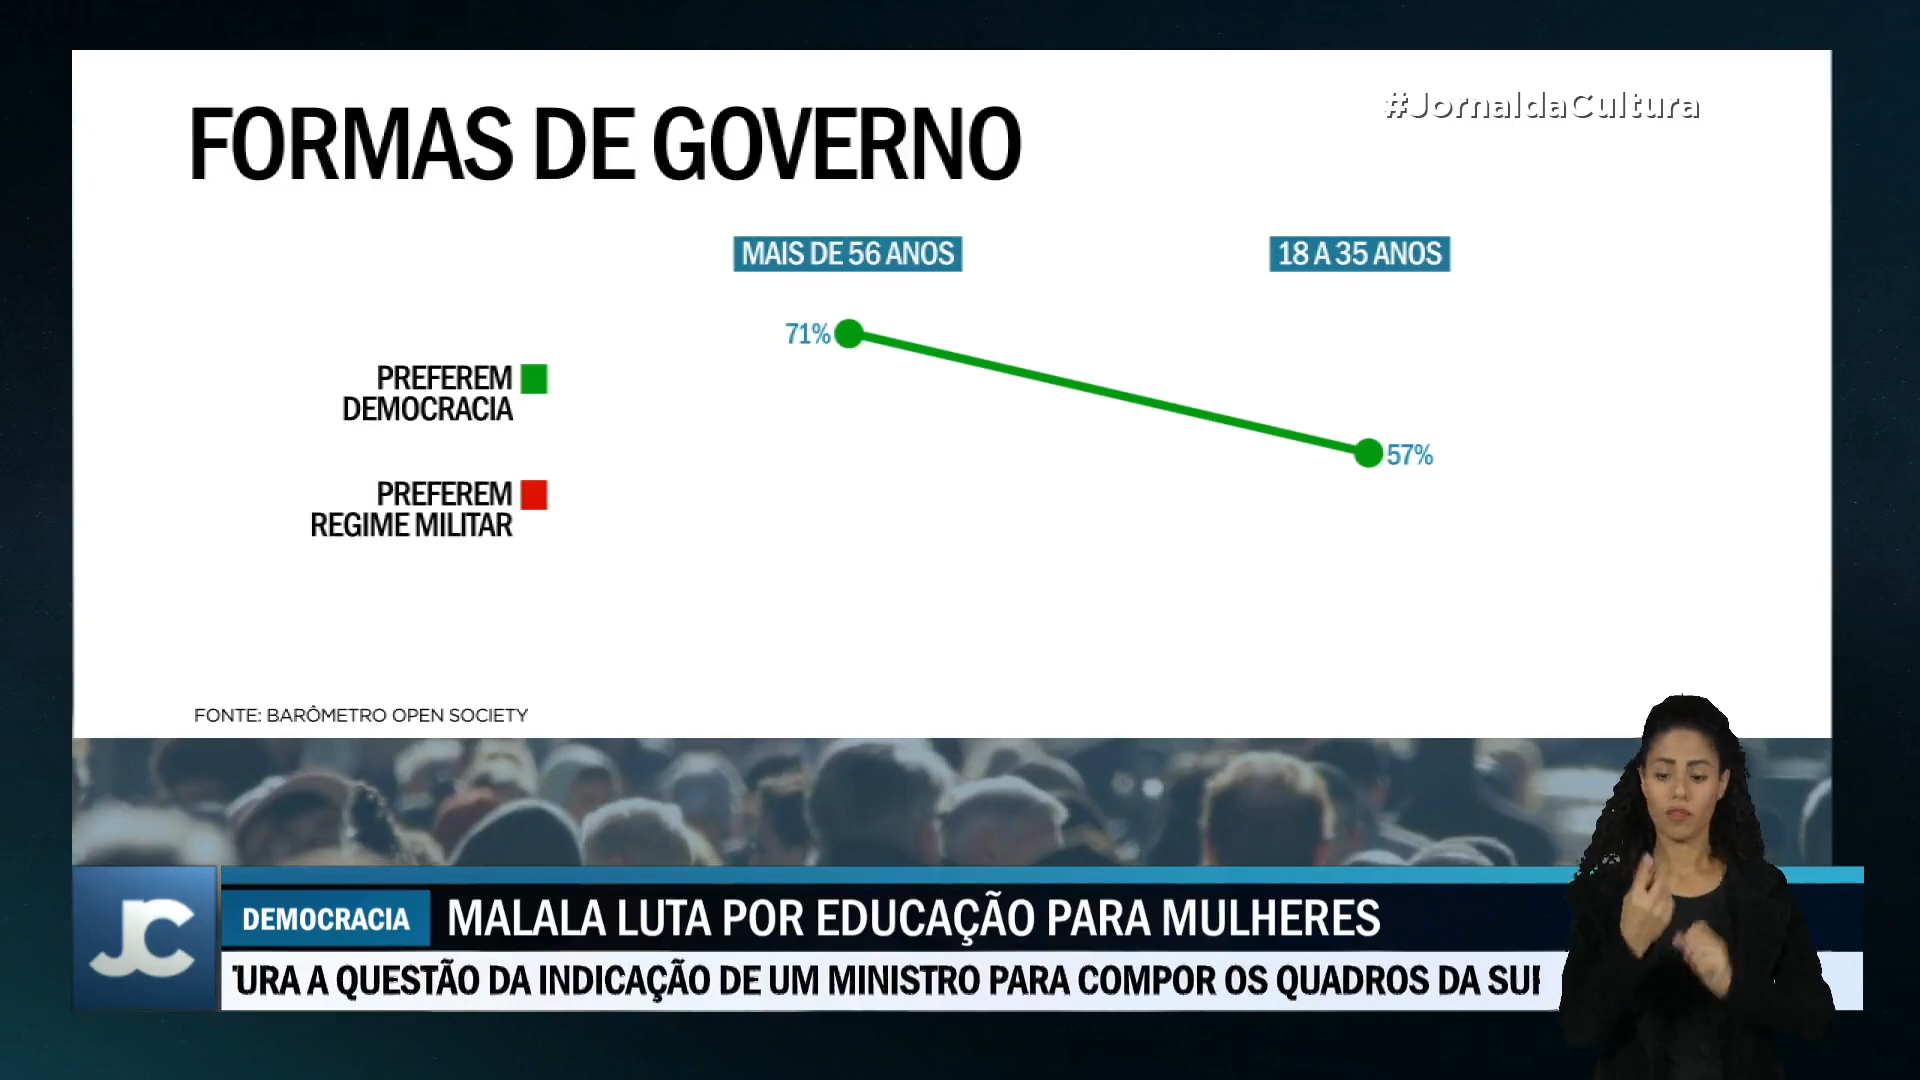 FORMAS DE GOVERNO
#JornaldaCultura
MAIS DE 56 ANOS
18 A 35 ANOS
71%
57%
PREFEREM
DEMOCRACIA
PREFEREM
REGIME MILITAR
FONTE: BARÔMETRO OPEN SOCIETY
JC
DEMOCRACIA
MALALA LUTA POR EDUCAÇÃO PARA MULHERES
A QUESTÃO DA INDICAÇÃO DE UM MINISTRO PARA COMPOR OS QUADROS DA